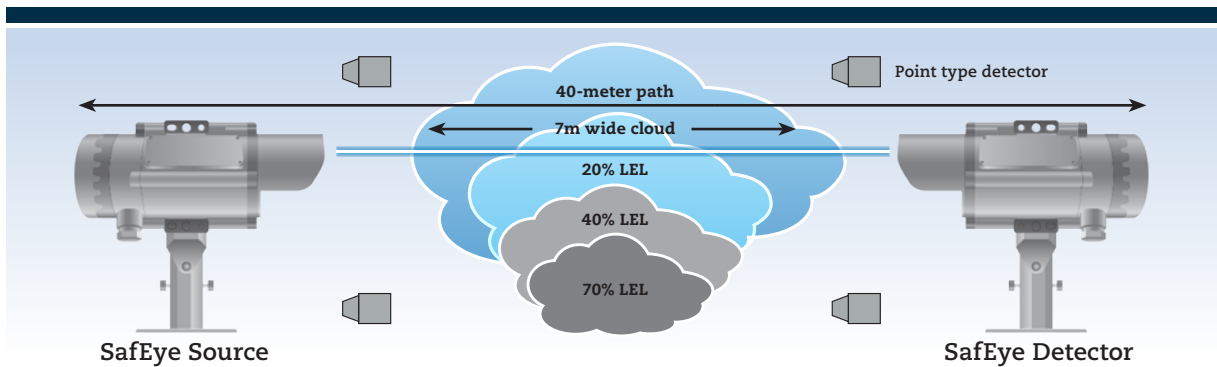 Point type detector
40-meter path
7m wide cloud
20% LEL
40% LEL
70% LEL
SafEye Source
SafEye Detector